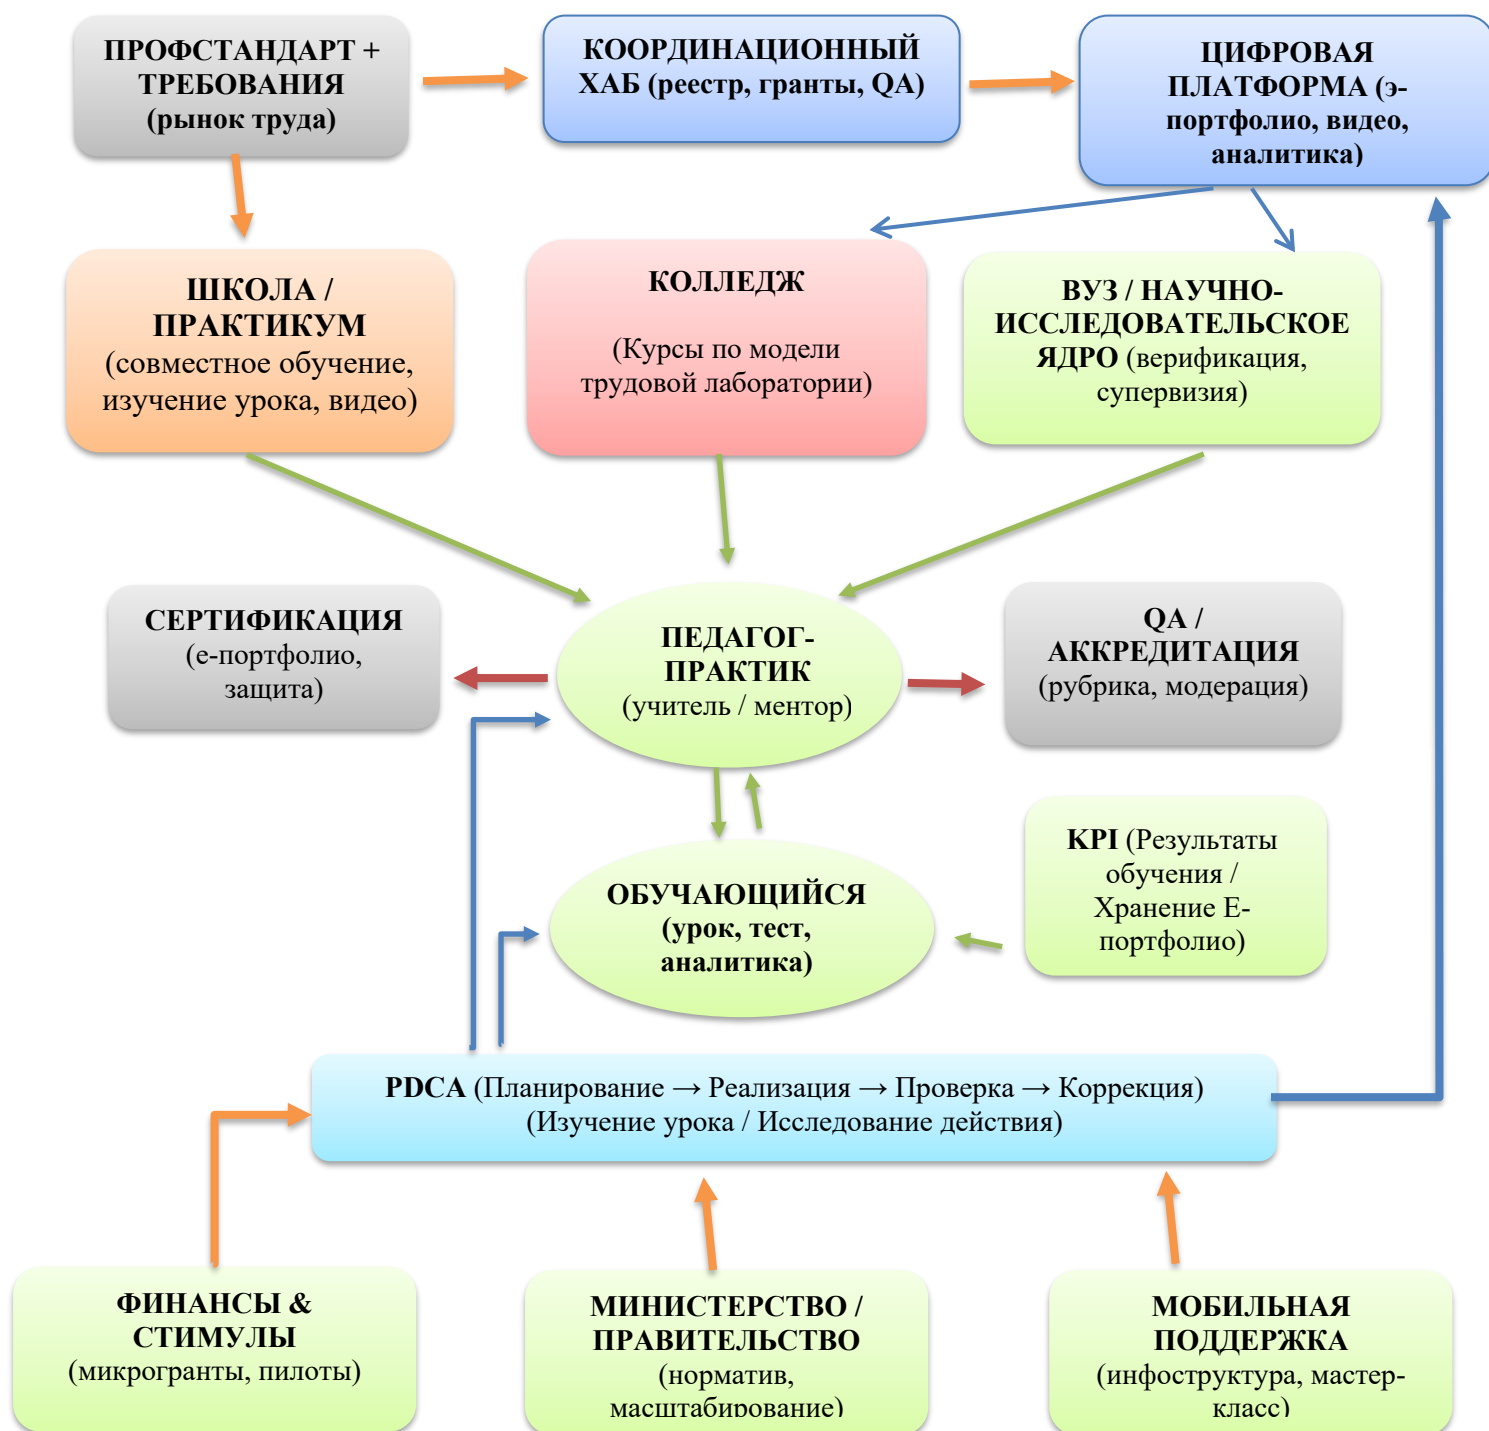 ПРОФСТАНДАРТ +
ТРЕБОВАНИЯ
(рынок труда)
КООРДИНАЦИОННЫЙ
ХАБ (реестр, гранты, QA)
ЦИФРОВАЯ
ПЛАТФОРМА (э-
портфолио, видео,
аналитика)
ШКОЛА /
ПРАКТИКУМ
(совместное обучение,
изучение урока, видео)
КОЛЛЕДЖ
(Курсы по модели
трудовой лаборатории)
ВУЗ / НАУЧНО-
ИССЛЕДОВАТЕЛЬСКОЕ
ЯДРО (верификация,
супервизия)
СЕРТИФИКАЦИЯ
(е-портфолио,
защита)
ПЕДАГОГ-
ПРАКТИК
(учитель / ментор)
QA /
АККРЕДИТАЦИЯ
(рубрика, модерация)
ОБУЧАЮЩИЙСЯ
(урок, тест,
аналитика)
KPI (Результаты
обучения /
Хранение Е-
портфолио)
PDCA (Планирование → Реализация → Проверка → Коррекция)
(Изучение урока / Исследование действия)
ФИНАНСЫ &
СТИМУЛЫ
(микрогранты, пилоты)
МИНИСТЕРСТВО /
ПРАВИТЕЛЬСТВО
(норматив,
масштабирование)
МОБИЛЬНАЯ
ПОДДЕРЖКА
(инфоструктура, мастер-
класс)